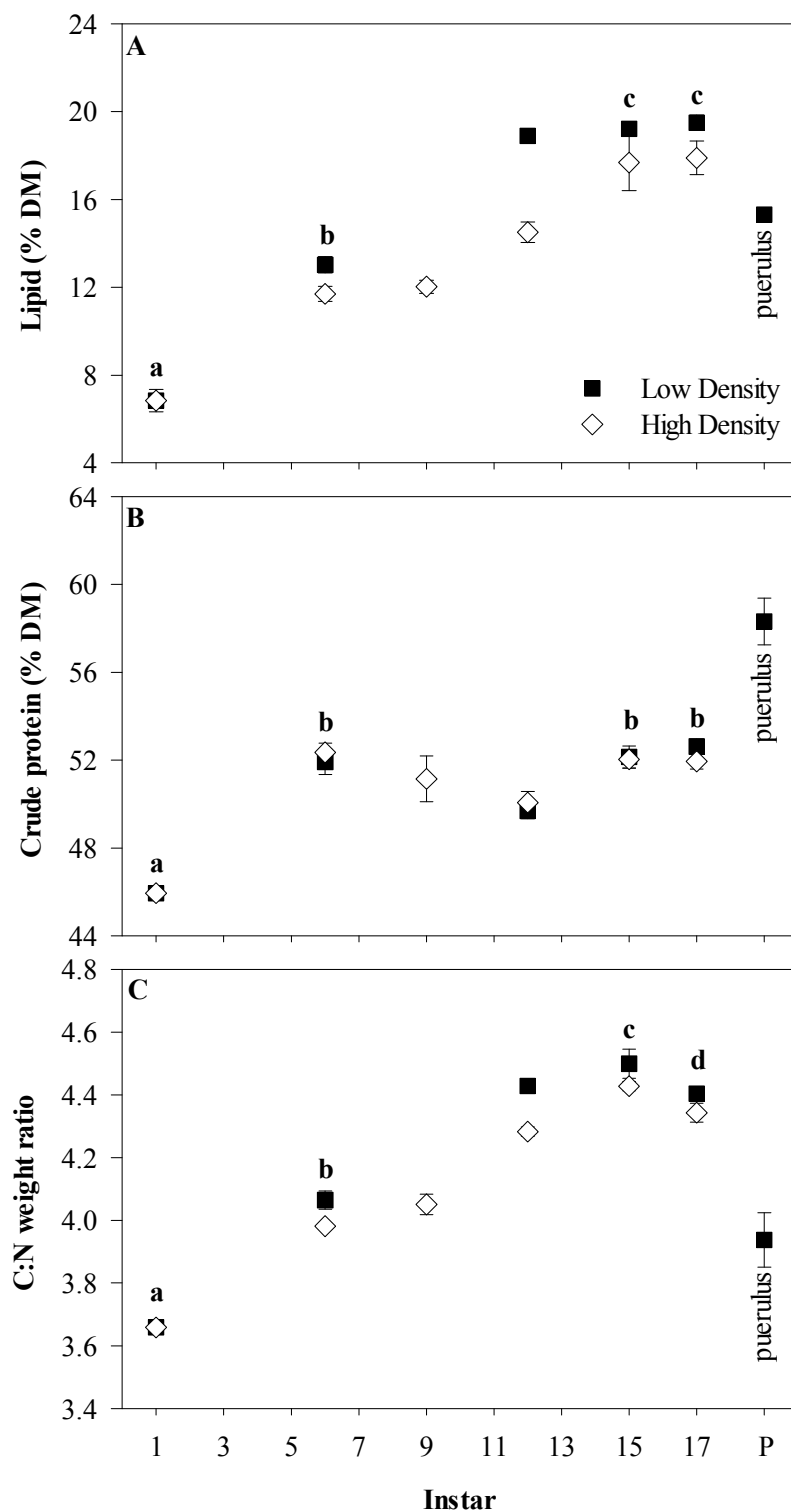 24
A
20
c c
16
b
12
puerulus
8
a
4
Lipid (% DM)
Low Density
High Density
64
B
60
56
puerulus
52
b b b
48
a
44
Crude protein (% DM)
4.8
C
4.6
c
4.4
d
4.2
b
4.0
3.8
a
3.6
puerulus
3.4
C:N weight ratio
1 3 5 7 9 11 13 15 17 P
Instar